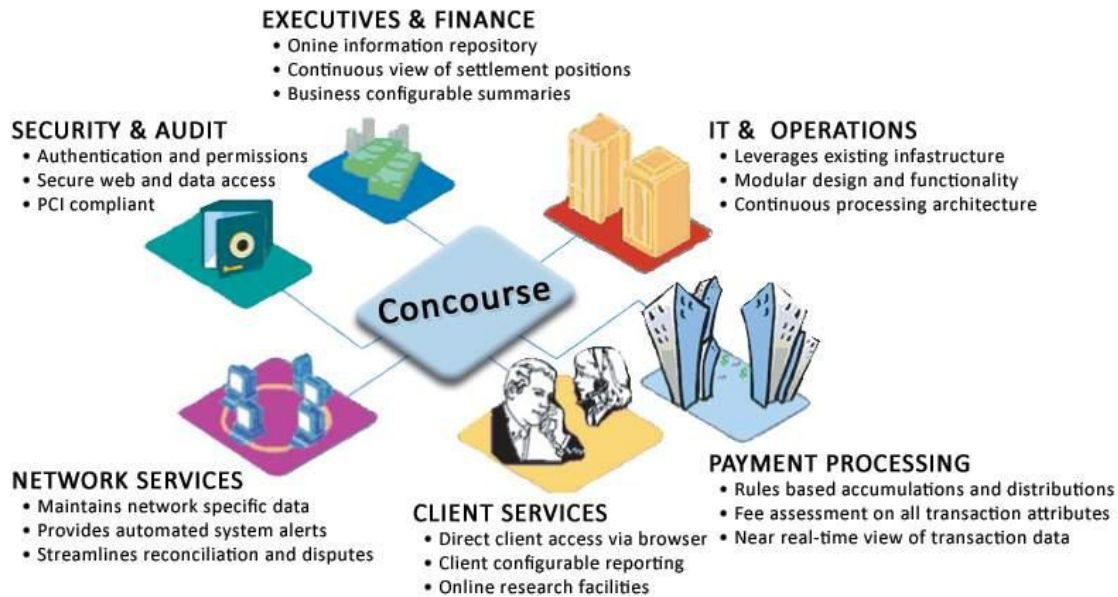 EXECUTIVES & FINANCE
• Onine information repository
• Continuous view of settlement positions
• Business configurable summaries
SECURITY & AUDIT
• Authentication and permissions
• Secure web and data access
• PCI compliant
IT & OPERATIONS
• Leverages existing infastructure
• Modular design and functionality
• Continuous processing architecture
Concourse
NETWORK SERVICES
• Maintains network specific data
• Provides automated system alerts
• Streamlines reconciliation and disputes
CLIENT SERVICES
• Direct client access via browser
• Client configurable reporting
• Online research facilities
PAYMENT PROCESSING
• Rules based accumulations and distributions
• Fee assessment on all transaction attributes
• Near real-time view of transaction data